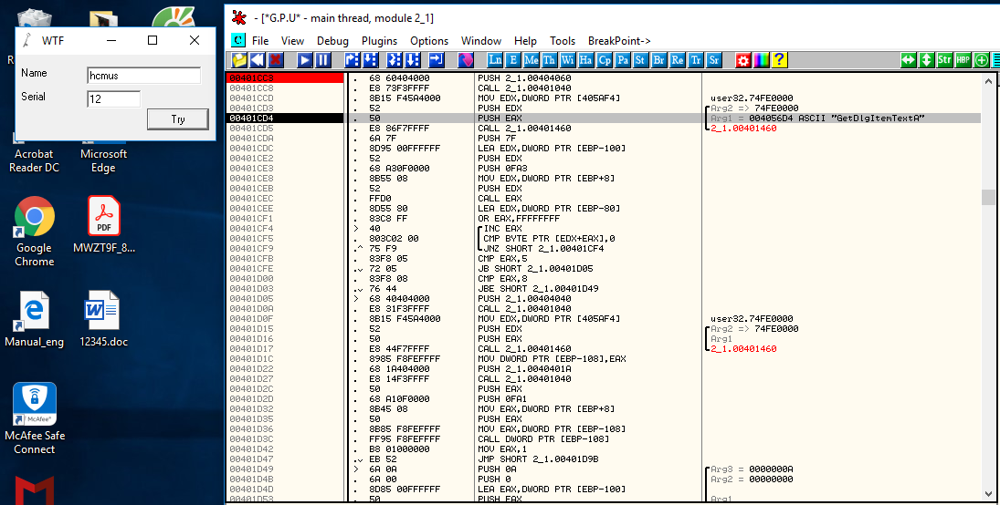 WTF
Name
hcmus
Serial
12
Try
Acrobat
Reader DC
Microsoft
Edge
Google
Chrome
PDF
MWZT9F_8...
Manual_eng
12345.doc
McAfee
McAfee Safe
Connect
- [*G.P.U* - main thread, module 2_1]
C File View Debug Plugins Options Window Help Tools BreakPoint->
Ln E Me Th Wi Ha Cp Pa St Br Re Tr Sr ? Str HBP
00401CC3 . 68 60404000 PUSH 2_1.00404060
00401CC8 . E8 73F3FFFF CALL 2_1.00401040
00401CCD . 8B15 F45A4000 MOV EDX,DWORD PTR [405AF4] user32.74FE0000
00401CD3 . 52 PUSH EDX Arg2 => 74FE0000
00401CD4 . 50 PUSH EAX Arg1 = 004056D4 ASCII "GetDlgItemTextA"
00401CD5 . E8 86F7FFFF CALL 2_1.00401460 2_1.00401460
00401CDA . 6A 7F PUSH 7F
00401CDC . 8D95 00FFFFFF LEA EDX,DWORD PTR [EBP-100]
00401CE2 . 52 PUSH EDX
00401CE3 . 68 A30F0000 PUSH 0FA3
00401CE8 . 8B55 08 MOV EDX,DWORD PTR [EBP+8]
00401CEB . 52 PUSH EDX
00401CEC . FFD0 CALL EAX
00401CEE . 8D55 80 LEA EDX,DWORD PTR [EBP-80]
00401CF1 . 83C8 FF OR EAX,FFFFFFFF
00401CF4 > 40 INC EAX
00401CF5 . 803C02 00 CMP BYTE PTR [EDX+EAX],0
00401CF9 .^ 75 F9 JNZ SHORT 2_1.00401CF4
00401CFB . 83F8 05 CMP EAX,5
00401CFE .v 72 05 JB SHORT 2_1.00401D05
00401D00 . 83F8 08 CMP EAX,8
00401D03 .v 76 44 JBE SHORT 2_1.00401D49
00401D05 > 68 40404000 PUSH 2_1.00404040
00401D0A . E8 31F3FFFF CALL 2_1.00401040
00401D0F . 8B15 F45A4000 MOV EDX,DWORD PTR [405AF4] user32.74FE0000
00401D15 . 52 PUSH EDX Arg2 => 74FE0000
00401D16 . 50 PUSH EAX Arg1
00401D17 . E8 44F7FFFF CALL 2_1.00401460 2_1.00401460
00401D1C . 8985 F8FEFFFF MOV DWORD PTR [EBP-108],EAX
00401D22 . 68 1A404000 PUSH 2_1.0040401A
00401D27 . E8 14F3FFFF CALL 2_1.00401040
00401D2C . 50 PUSH EAX
00401D2D . 68 A10F0000 PUSH 0FA1
00401D32 . 8B45 08 MOV EAX,DWORD PTR [EBP+8]
00401D35 . 50 PUSH EAX
00401D36 . 8B85 F8FEFFFF MOV EAX,DWORD PTR [EBP-108]
00401D3C . FF95 F8FEFFFF CALL DWORD PTR [EBP-108]
00401D42 . B8 01000000 MOV EAX,1
00401D47 .v EB 52 JMP SHORT 2_1.00401D9B
00401D49 > 6A 0A PUSH 0A Arg3 = 0000000A
00401D4B . 6A 00 PUSH 0 Arg2 = 00000000
00401D4D . 8D85 00FFFFFF LEA EAX,DWORD PTR [EBP-100]
00401D53 . 50 PUSH EAX Arg1